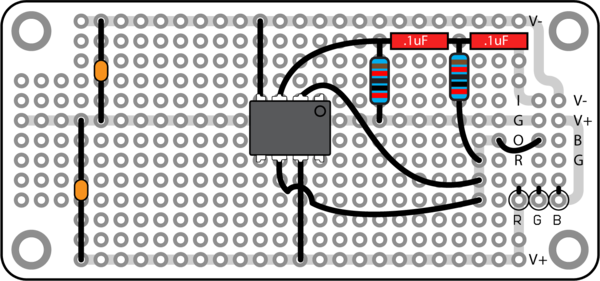 V-
.1uF .1uF
I V-
G V+
O B
R G
R G B
V+